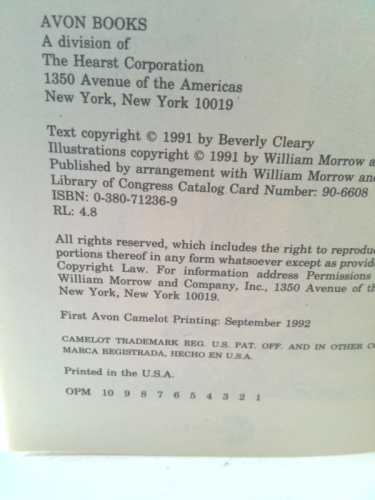 AVON BOOKS
A division of
The Hearst Corporation
1350 Avenue of the Americas
New York, New York 10019
Text copyright © 1991 by Beverly Cleary
Illustrations copyright © 1991 by William Morrow a
Published by arrangement with William Morrow and
Library of Congress Catalog Card Number: 90-6608
ISBN: 0-380-71236-9
RL: 4.8
All rights reserved, which includes the right to reproduc
portions thereof in any form whatsoever except as provide
Copyright Law. For information address Permissions
William Morrow and Company, Inc., 1350 Avenue of th
New York, New York 10019.
First Avon Camelot Printing: September 1992
CAMELOT TRADEMARK REG. U.S. PAT. OFF. AND IN OTHER CO
MARCA REGISTRADA, HECHO EN U.S.A.
Printed in the U.S.A.
OPM 10 9 8 7 6 5 4 3 2 1